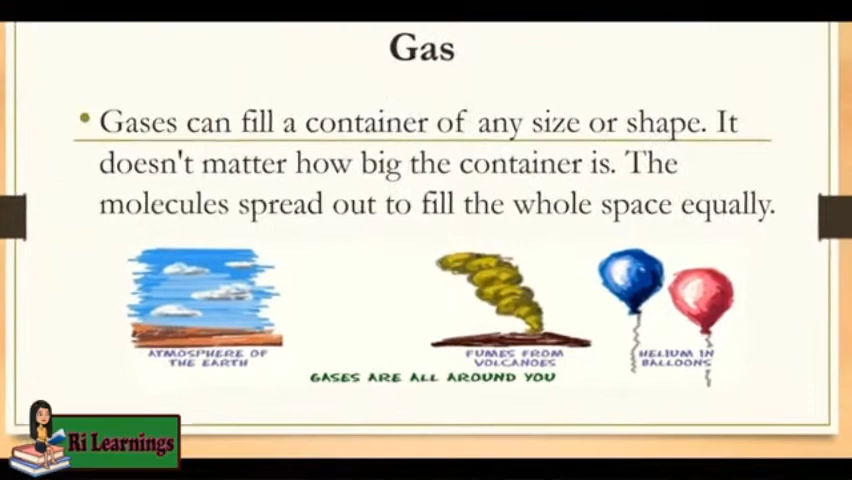 Gas
• Gases can fill a container of any size or shape. It
doesn't matter how big the container is. The
molecules spread out to fill the whole space equally.
ATMOSPHERE OF
THE EARTH
FUMES FROM
VOLCANOES
HELIUM IN
BALLOONS
GASES ARE ALL AROUND YOU
Ri Learnings